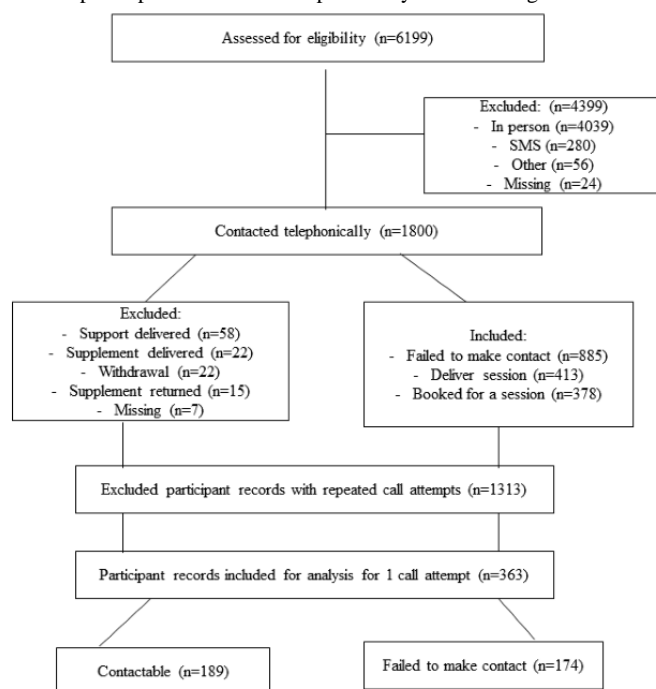 Assessed for eligibility (n=6199)
Excluded: (n=4399)
- In person (n=4039)
- SMS (n=280)
- Other (n=56)
- Missing (n=24)
Contacted telephonically (n=1800)
Excluded:
- Support delivered (n=58)
- Supplement delivered (n=22)
- Withdrawal (n=22)
- Supplement returned (n=15)
- Missing (n=7)
Included:
- Failed to make contact (n=885)
- Deliver session (n=413)
- Booked for a session (n=378)
Excluded participant records with repeated call attempts (n=1313)
Participant records included for analysis for 1 call attempt (n=363)
Contactable (n=189)
Failed to make contact (n=174)